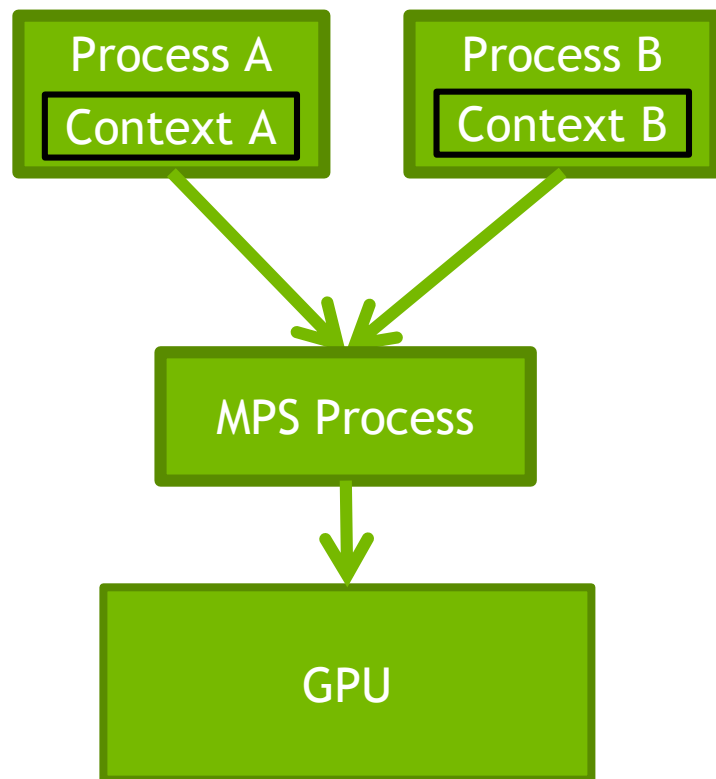 Process A
Context A
Process B
Context B
MPS Process
GPU